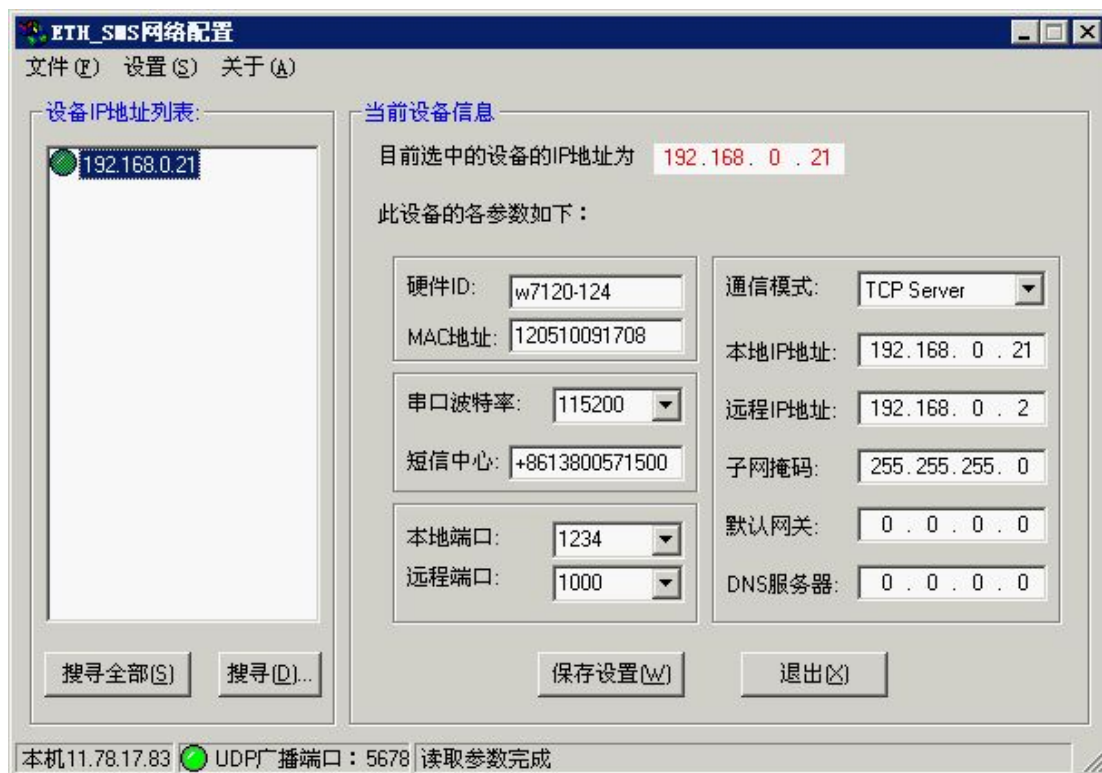 ETH_SMS网络配置
文件(F) 设置(S) 关于(A)
设备IP地址列表:
192.168.0.21
搜寻全部(S) 搜寻(D)...
当前设备信息
目前选中的设备的IP地址为 192.168. 0 . 21
此设备的各参数如下：
硬件ID: w7120-124
MAC地址: 120510091708
串口波特率: 115200
短信中心: +8613800571500
本地端口: 1234
远程端口: 1000
通信模式: TCP Server
本地IP地址: 192.168. 0 . 21
远程IP地址: 192.168. 0 . 2
子网掩码: 255.255.255. 0
默认网关: 0 . 0 . 0 . 0
DNS服务器: 0 . 0 . 0 . 0
保存设置(W) 退出(X)
本机11.78.17.83 UDP广播端口：5678 读取参数完成